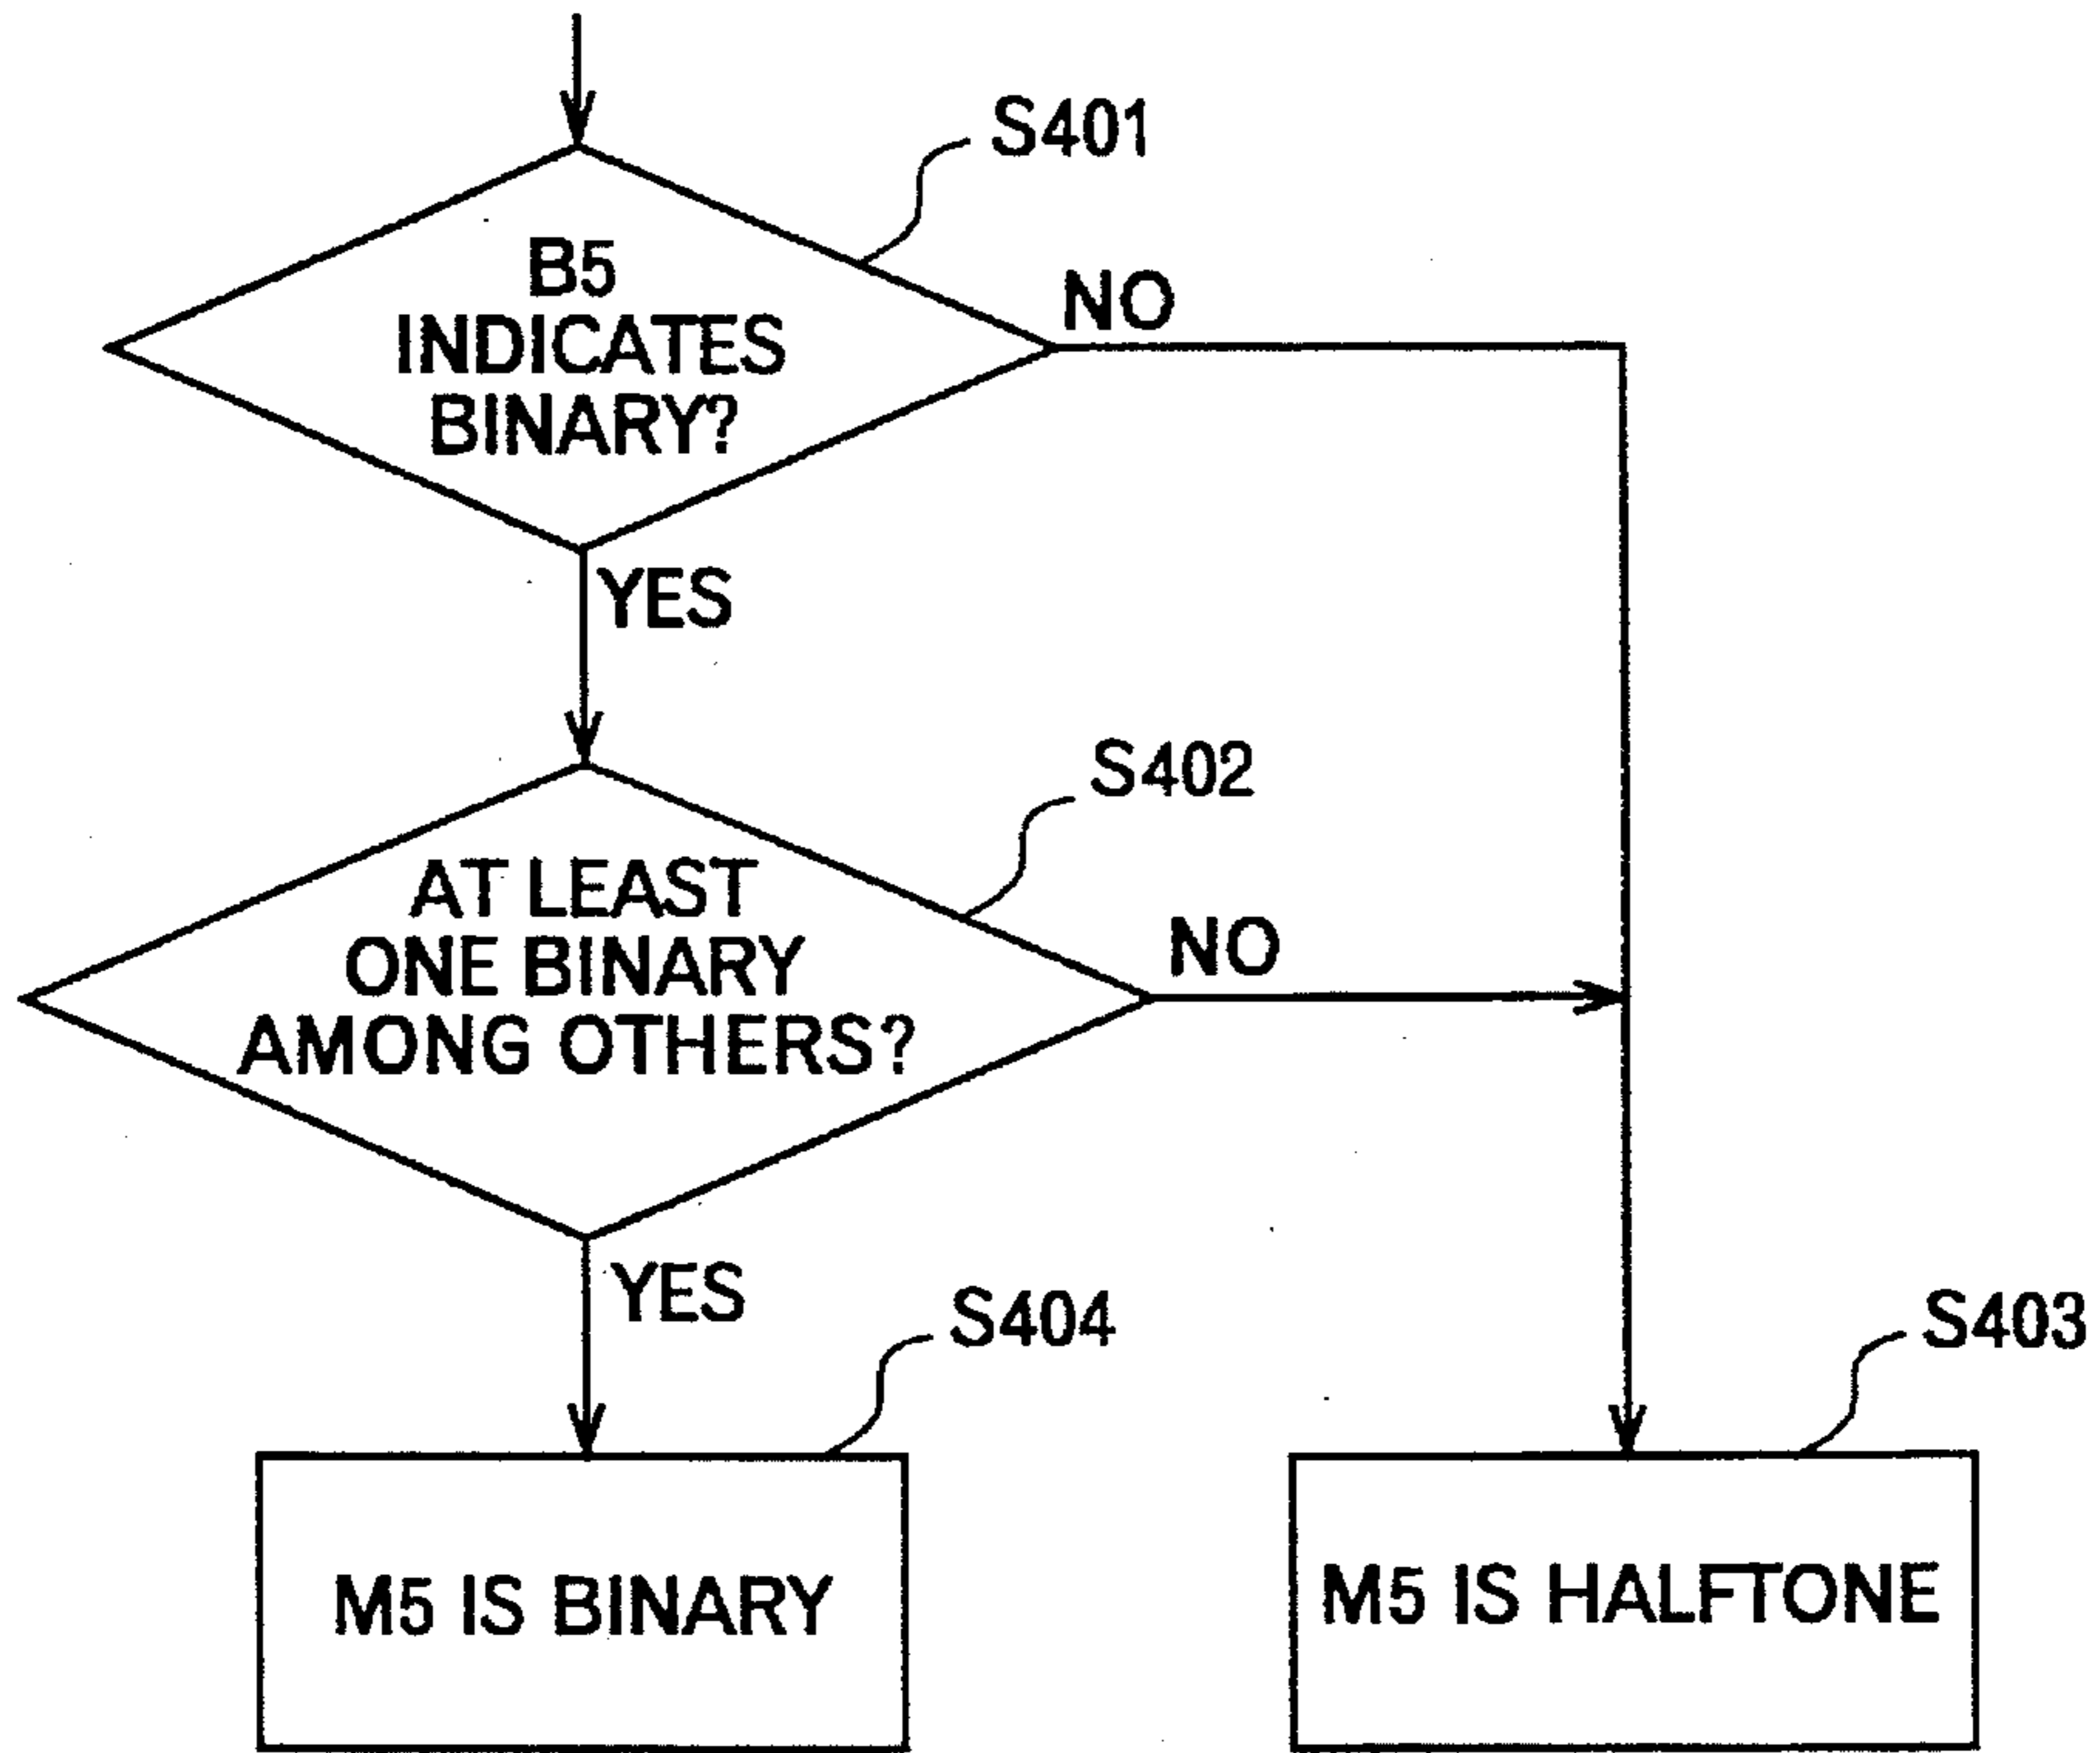 S401
B5
INDICATES
BINARY?
NO
YES
S402
AT LEAST
ONE BINARY
AMONG OTHERS?
NO
YES
S404
S403
M5 IS BINARY
M5 IS HALFTONE